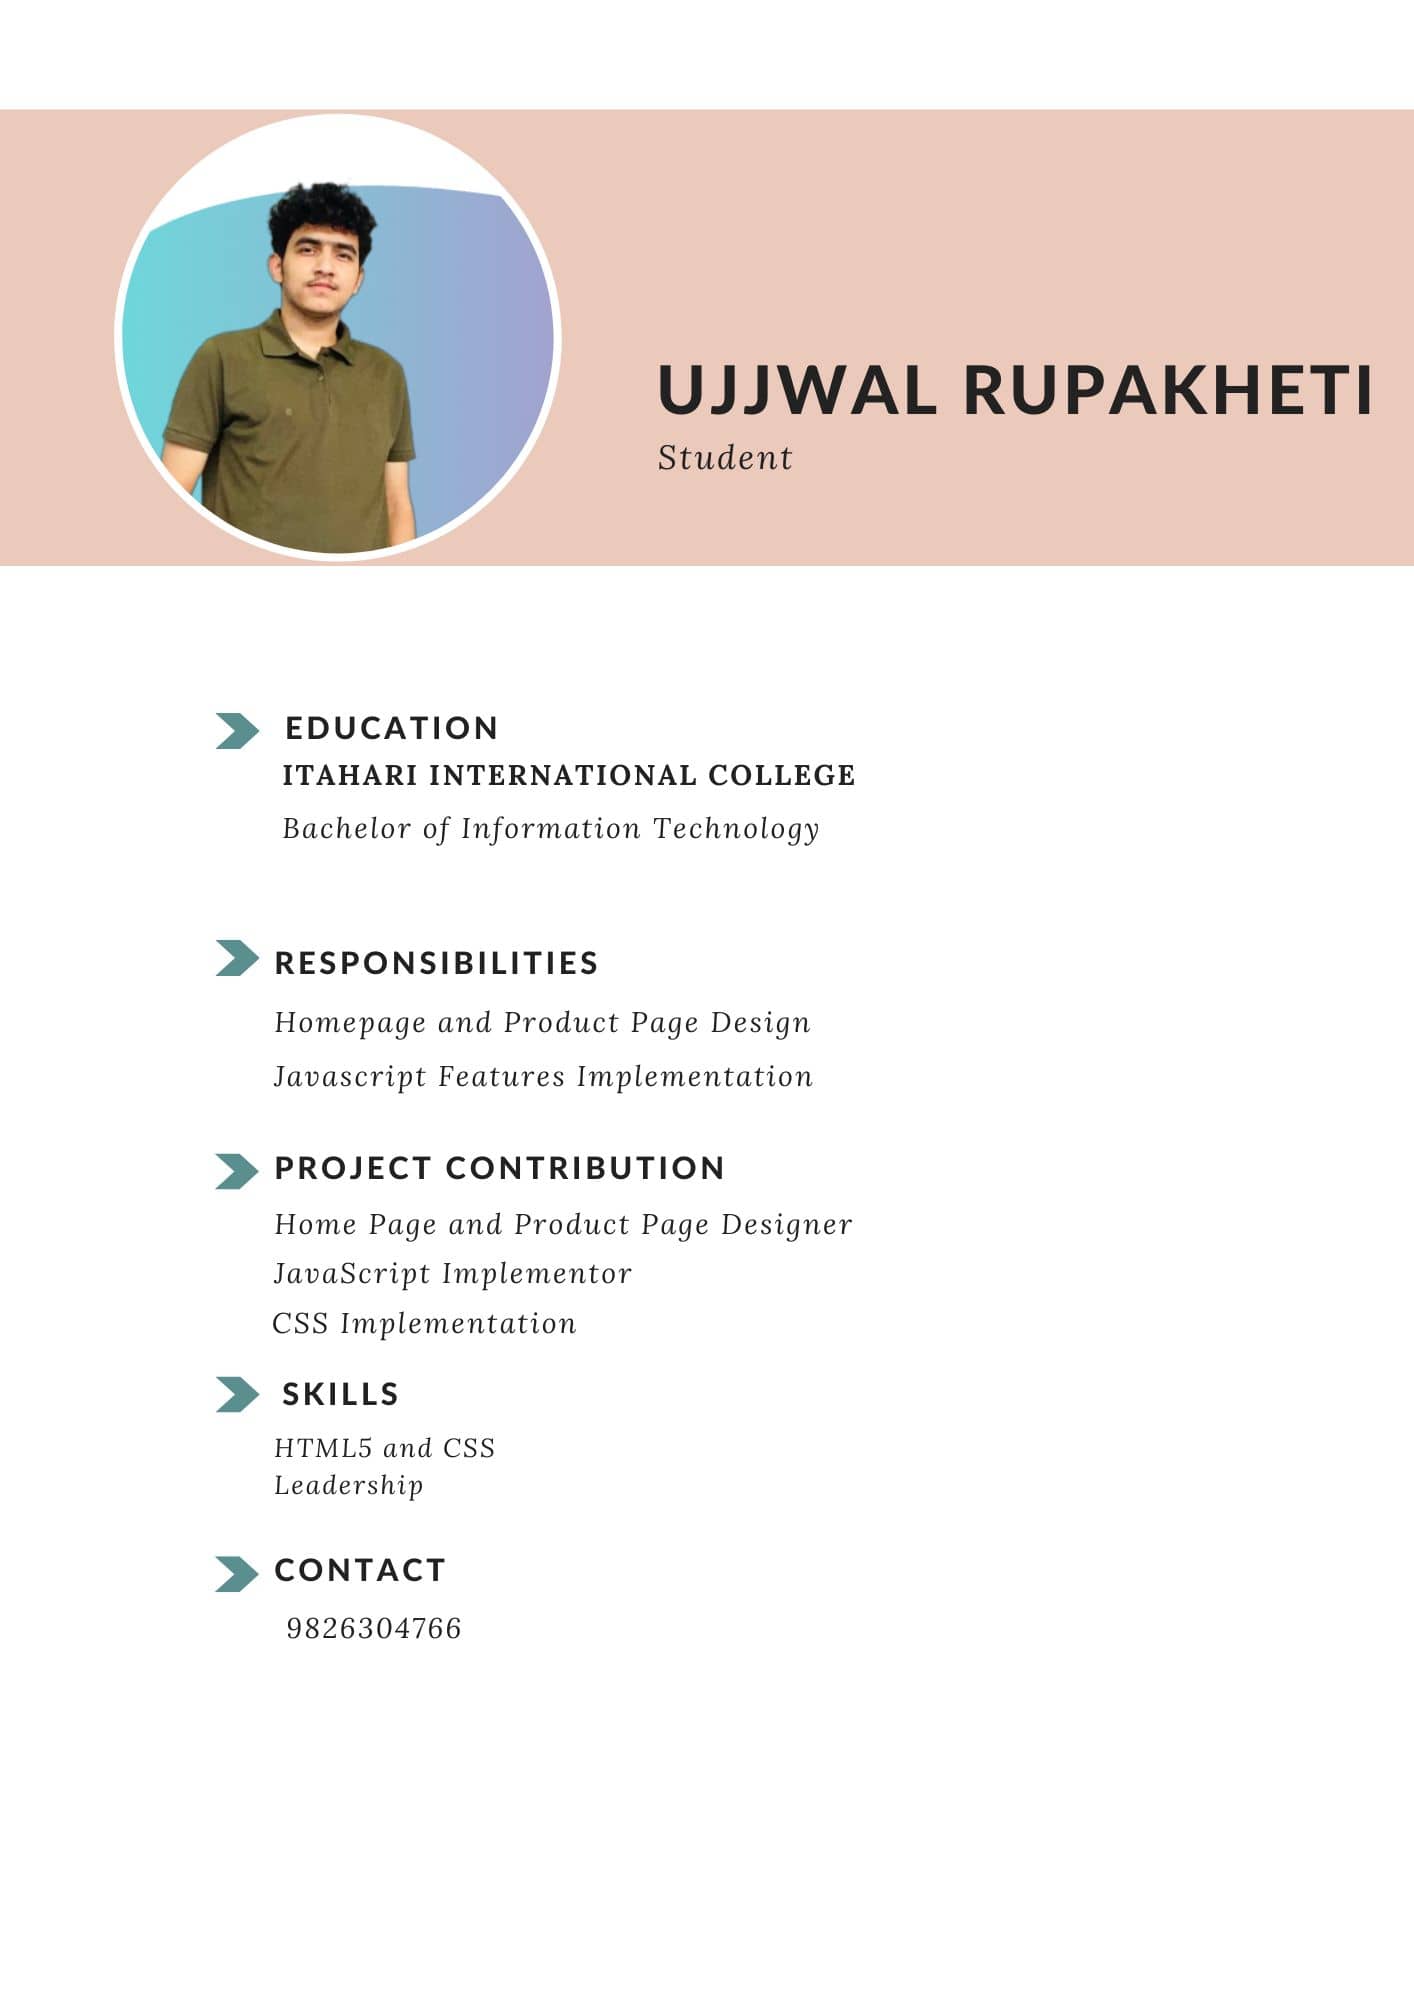 UJJWAL RUPAKHETI
Student
EDUCATION
ITAHARI INTERNATIONAL COLLEGE
Bachelor of Information Technology
RESPONSIBILITIES
Homepage and Product Page Design
Javascript Features Implementation
PROJECT CONTRIBUTION
Home Page and Product Page Designer
JavaScript Implementor
CSS Implementation
SKILLS
HTML5 and CSS
Leadership
CONTACT
9826304766